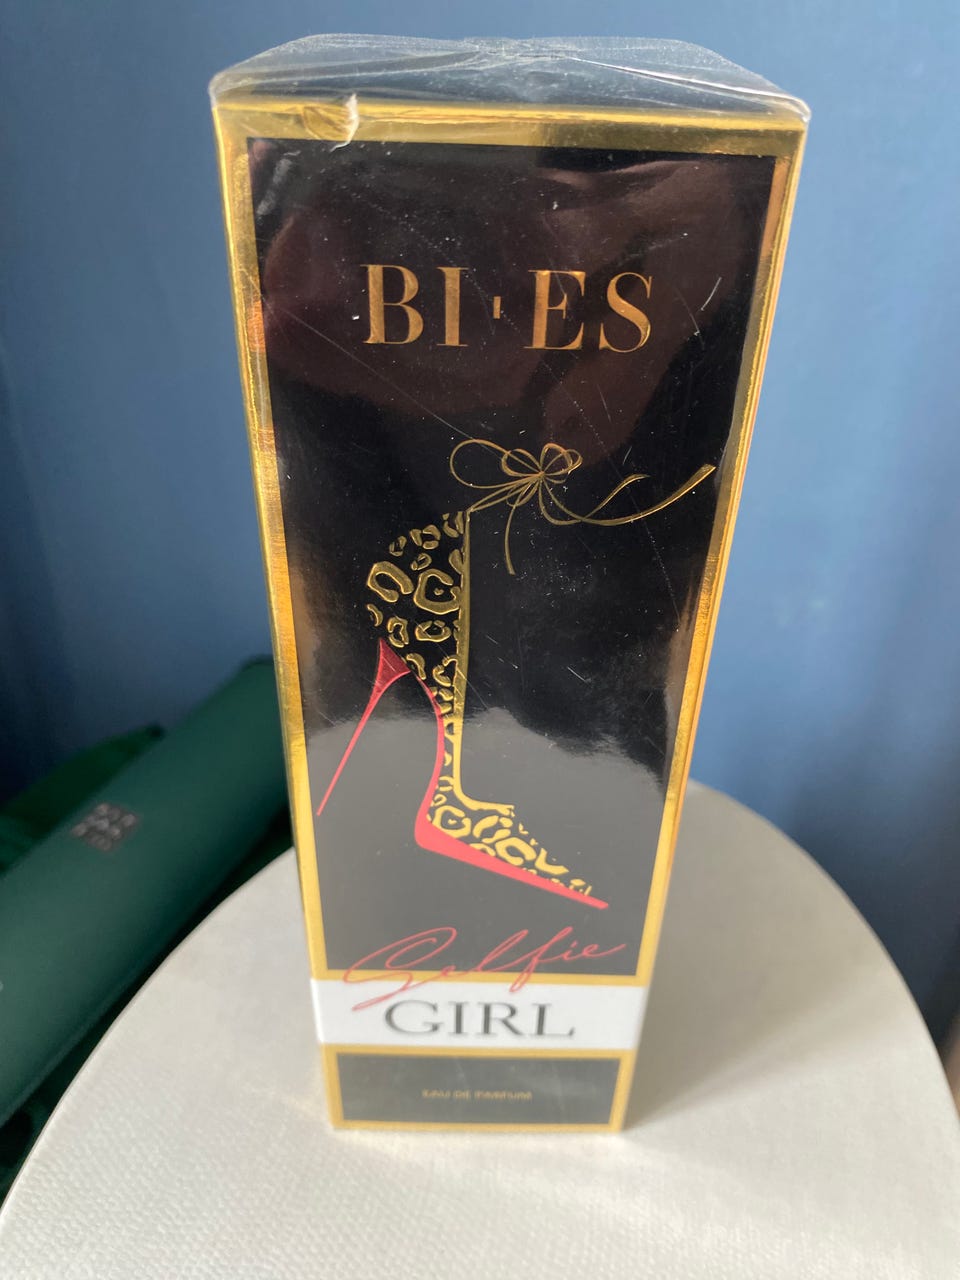 BI·ES
Selfie
GIRL
EAU DE PARFUM